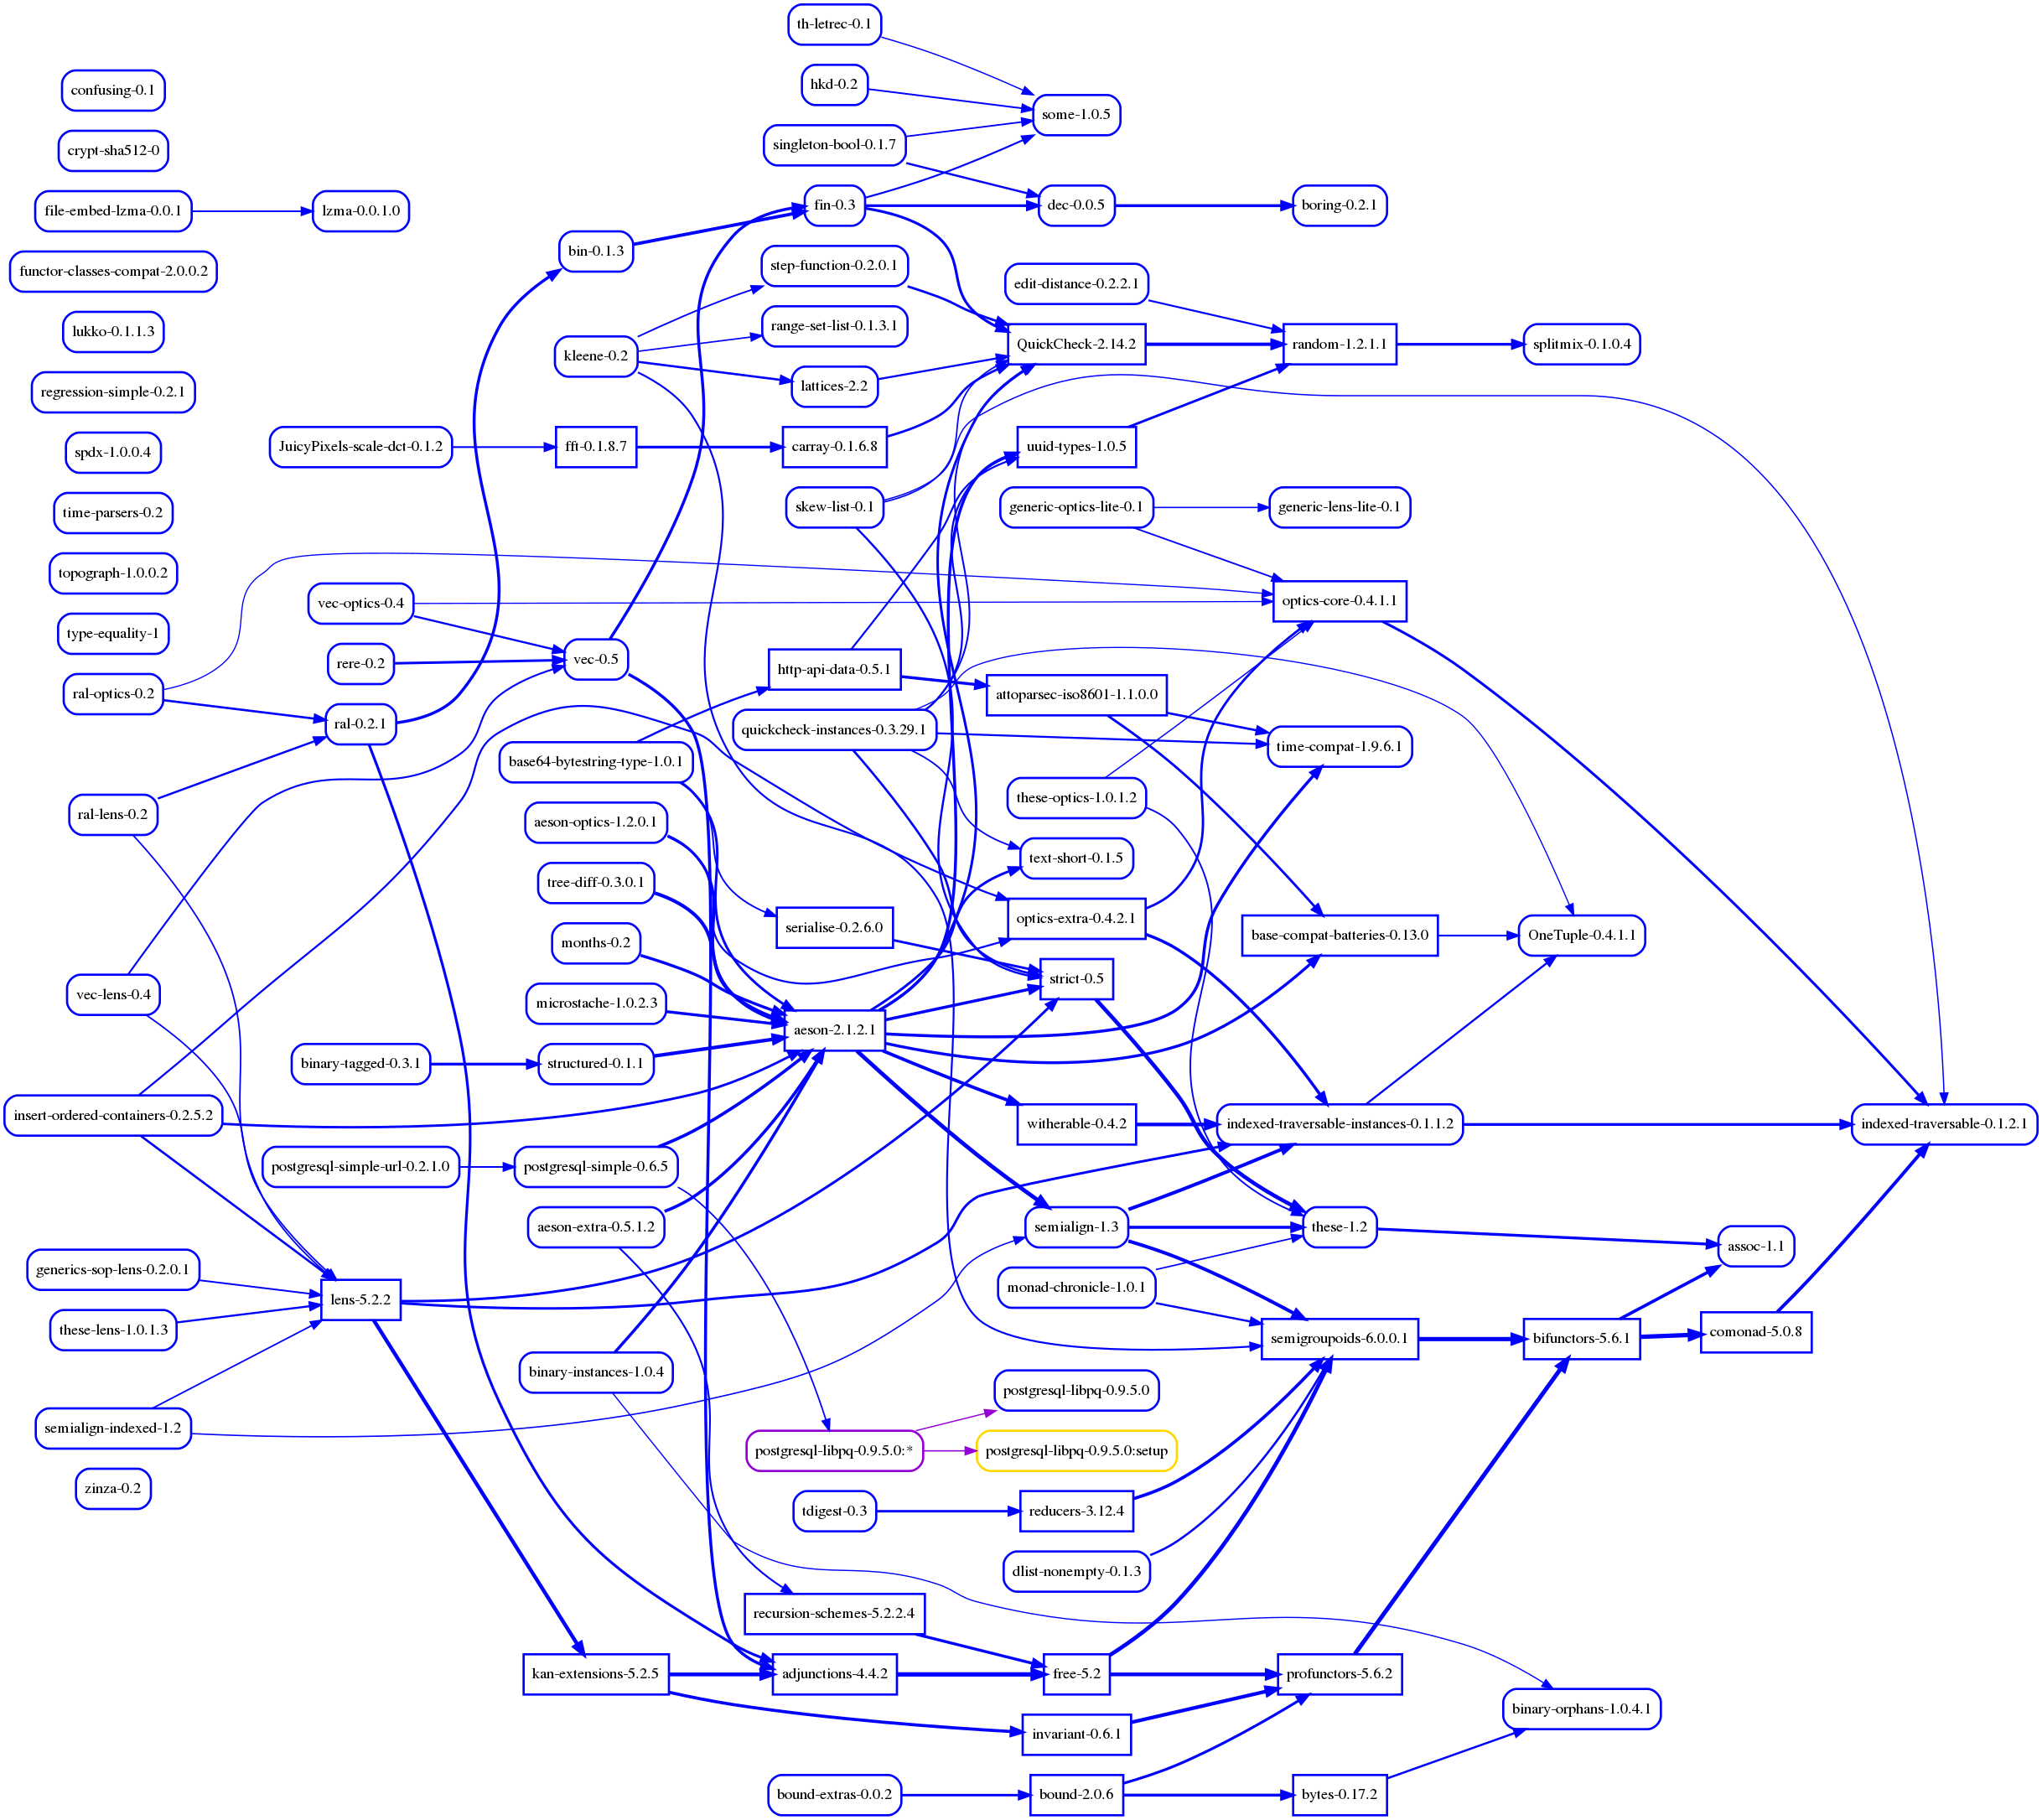 th-letrec-0.1
hkd-0.2
confusing-0.1
some-1.0.5
singleton-bool-0.1.7
crypt-sha512-0
file-embed-lzma-0.0.1
lzma-0.0.1.0
fin-0.3
dec-0.0.5
boring-0.2.1
bin-0.1.3
functor-classes-compat-2.0.0.2
step-function-0.2.0.1
edit-distance-0.2.2.1
lukko-0.1.1.3
range-set-list-0.1.3.1
kleene-0.2
QuickCheck-2.14.2
random-1.2.1.1
splitmix-0.1.0.4
regression-simple-0.2.1
lattices-2.2
spdx-1.0.0.4
JuicyPixels-scale-dct-0.1.2
fft-0.1.8.7
carray-0.1.6.8
uuid-types-1.0.5
time-parsers-0.2
skew-list-0.1
generic-optics-lite-0.1
generic-lens-lite-0.1
topograph-1.0.0.2
vec-optics-0.4
optics-core-0.4.1.1
type-equality-1
rere-0.2
vec-0.5
http-api-data-0.5.1
ral-optics-0.2
attoparsec-iso8601-1.1.0.0
ral-0.2.1
quickcheck-instances-0.3.29.1
time-compat-1.9.6.1
base64-bytestring-type-1.0.1
these-optics-1.0.1.2
ral-lens-0.2
aeson-optics-1.2.0.1
text-short-0.1.5
tree-diff-0.3.0.1
serialise-0.2.6.0
optics-extra-0.4.2.1
months-0.2
base-compat-batteries-0.13.0
OneTuple-0.4.1.1
strict-0.5
vec-lens-0.4
microstache-1.0.2.3
aeson-2.1.2.1
binary-tagged-0.3.1
structured-0.1.1
insert-ordered-containers-0.2.5.2
witherable-0.4.2
indexed-traversable-instances-0.1.1.2
indexed-traversable-0.1.2.1
postgresql-simple-url-0.2.1.0
postgresql-simple-0.6.5
aeson-extra-0.5.1.2
semialign-1.3
these-1.2
assoc-1.1
generics-sop-lens-0.2.0.1
lens-5.2.2
monad-chronicle-1.0.1
these-lens-1.0.1.3
semigroupoids-6.0.0.1
bifunctors-5.6.1
comonad-5.0.8
binary-instances-1.0.4
postgresql-libpq-0.9.5.0
semialign-indexed-1.2
postgresql-libpq-0.9.5.0:*
postgresql-libpq-0.9.5.0:setup
zinza-0.2
tdigest-0.3
reducers-3.12.4
dlist-nonempty-0.1.3
recursion-schemes-5.2.2.4
kan-extensions-5.2.5
adjunctions-4.4.2
free-5.2
profunctors-5.6.2
binary-orphans-1.0.4.1
invariant-0.6.1
bound-extras-0.0.2
bound-2.0.6
bytes-0.17.2